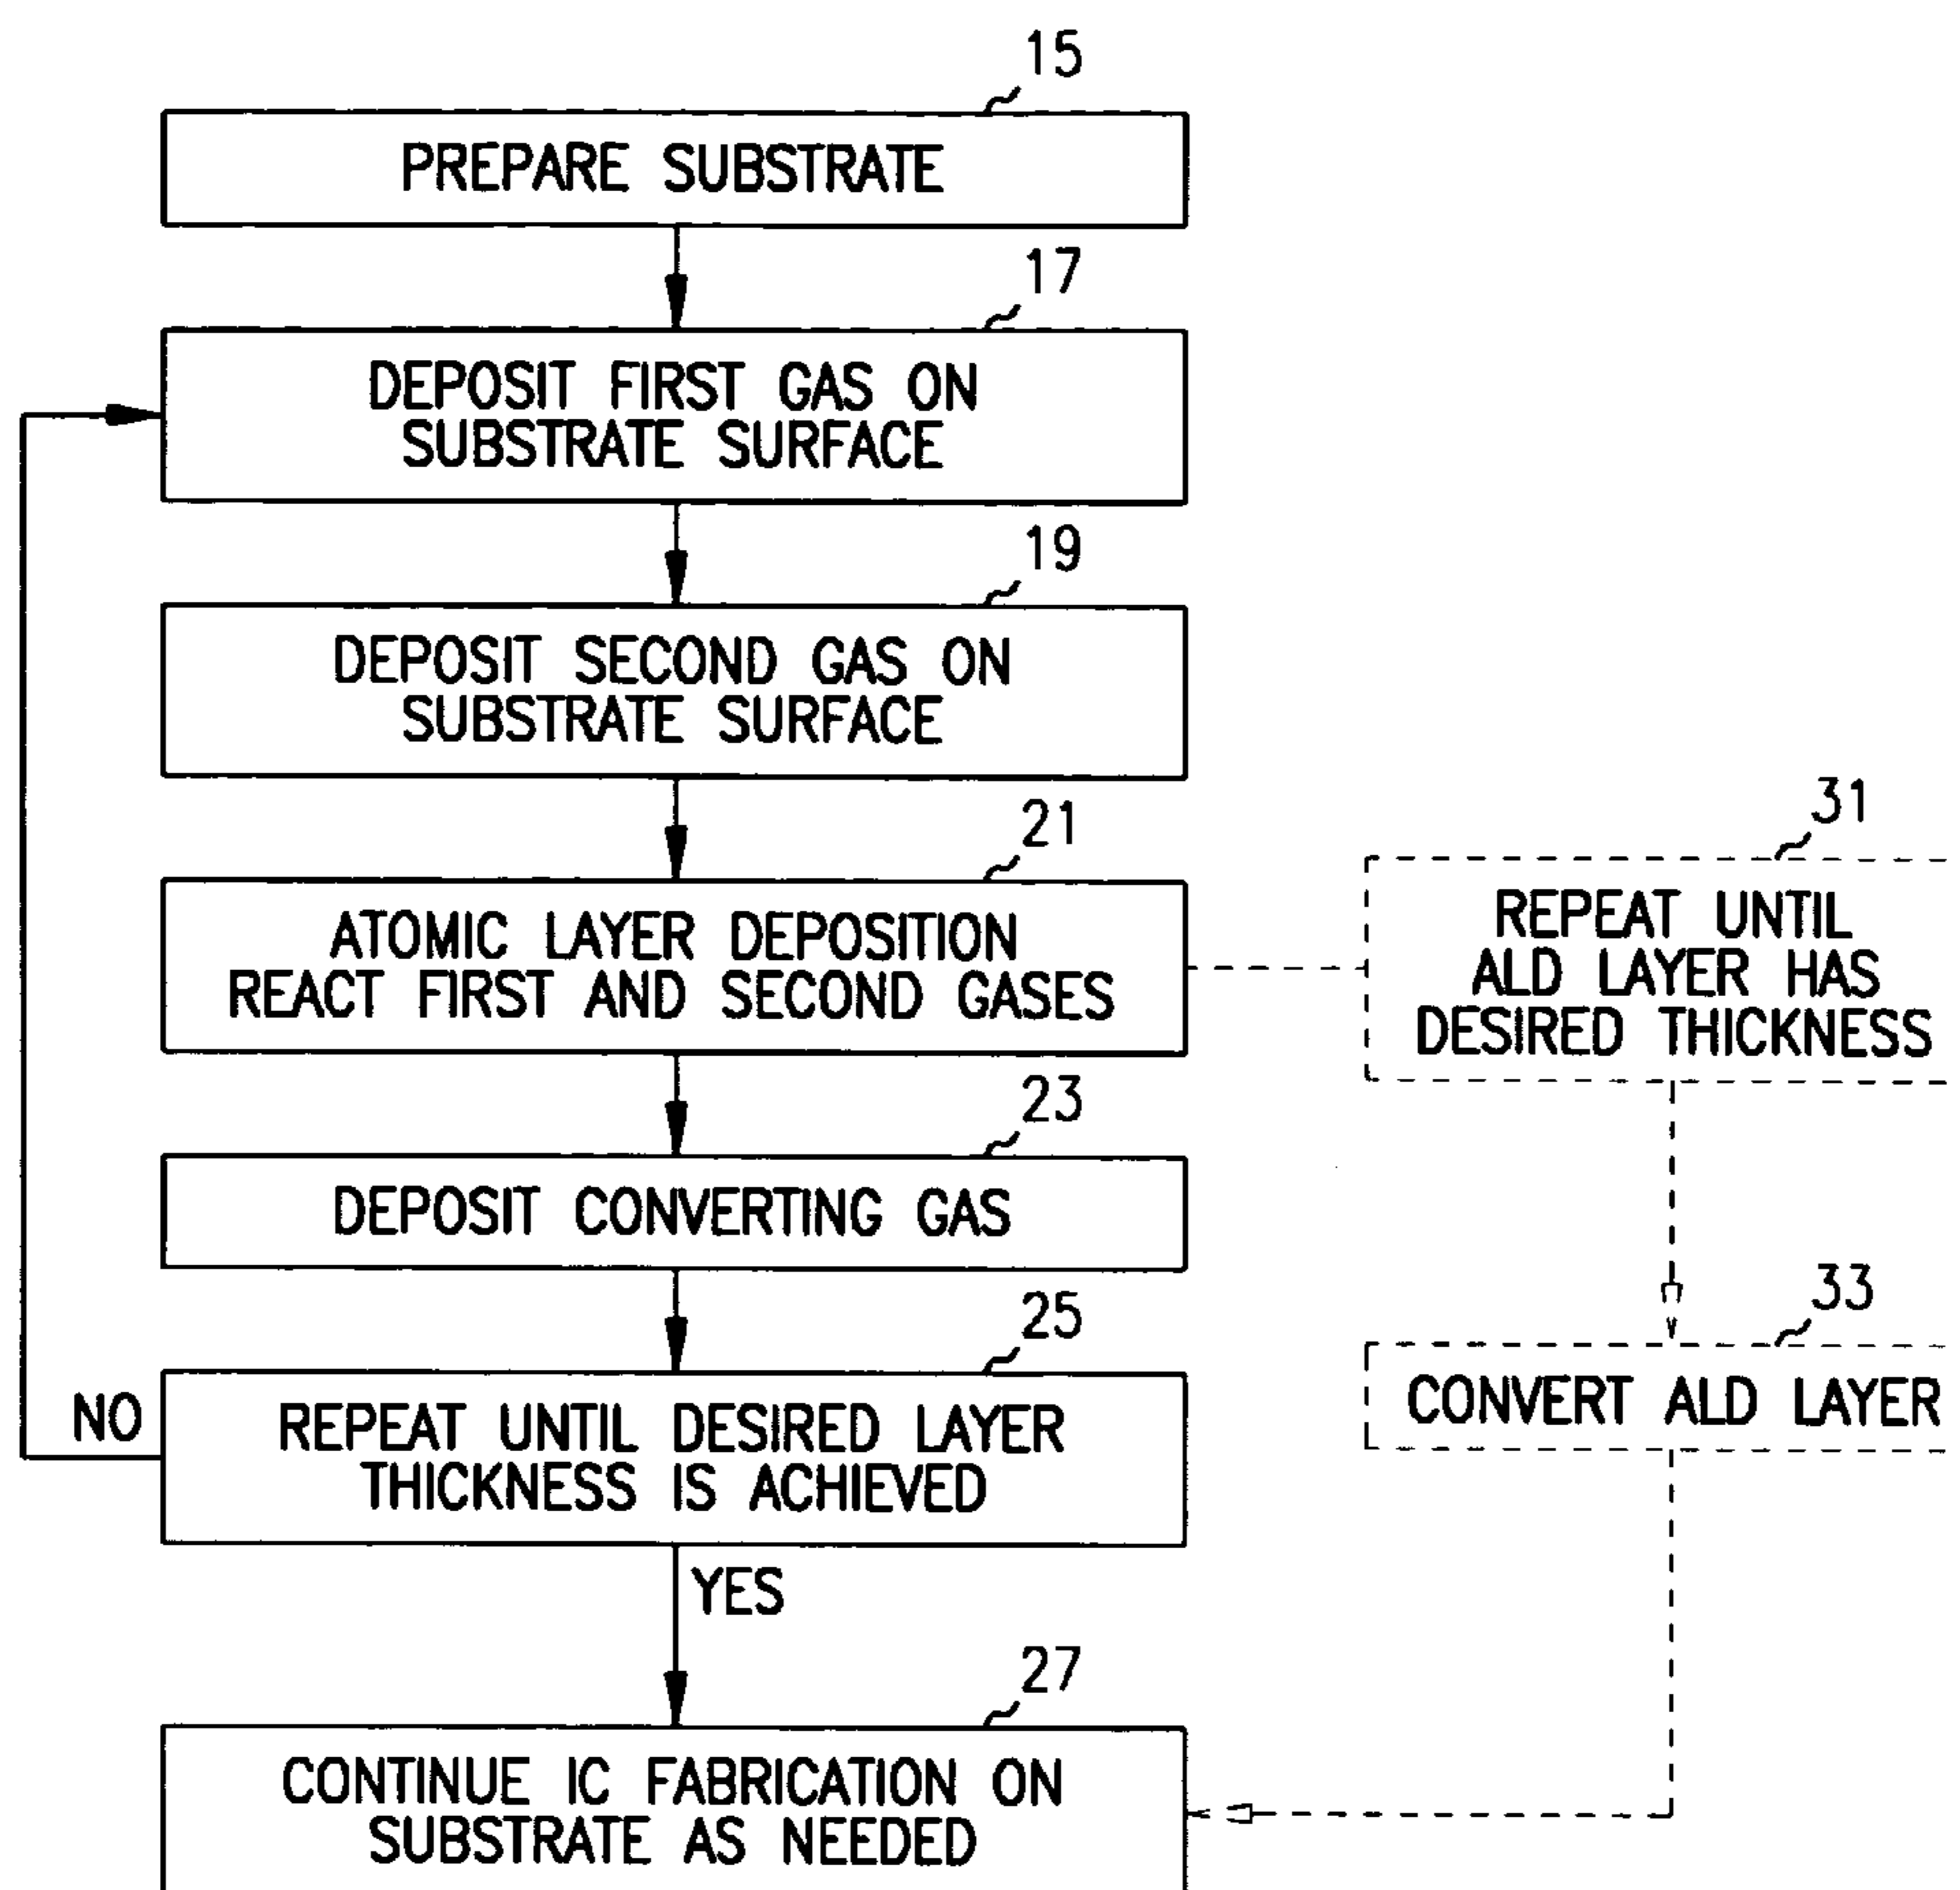 15
PREPARE SUBSTRATE
17
DEPOSIT FIRST GAS ON
SUBSTRATE SURFACE
19
DEPOSIT SECOND GAS ON
SUBSTRATE SURFACE
21
ATOMIC LAYER DEPOSITION
REACT FIRST AND SECOND GASES
31
REPEAT UNTIL
ALD LAYER HAS
DESIRED THICKNESS
23
DEPOSIT CONVERTING GAS
33
CONVERT ALD LAYER
25
NO
REPEAT UNTIL DESIRED LAYER
THICKNESS IS ACHIEVED
YES
27
CONTINUE IC FABRICATION ON
SUBSTRATE AS NEEDED